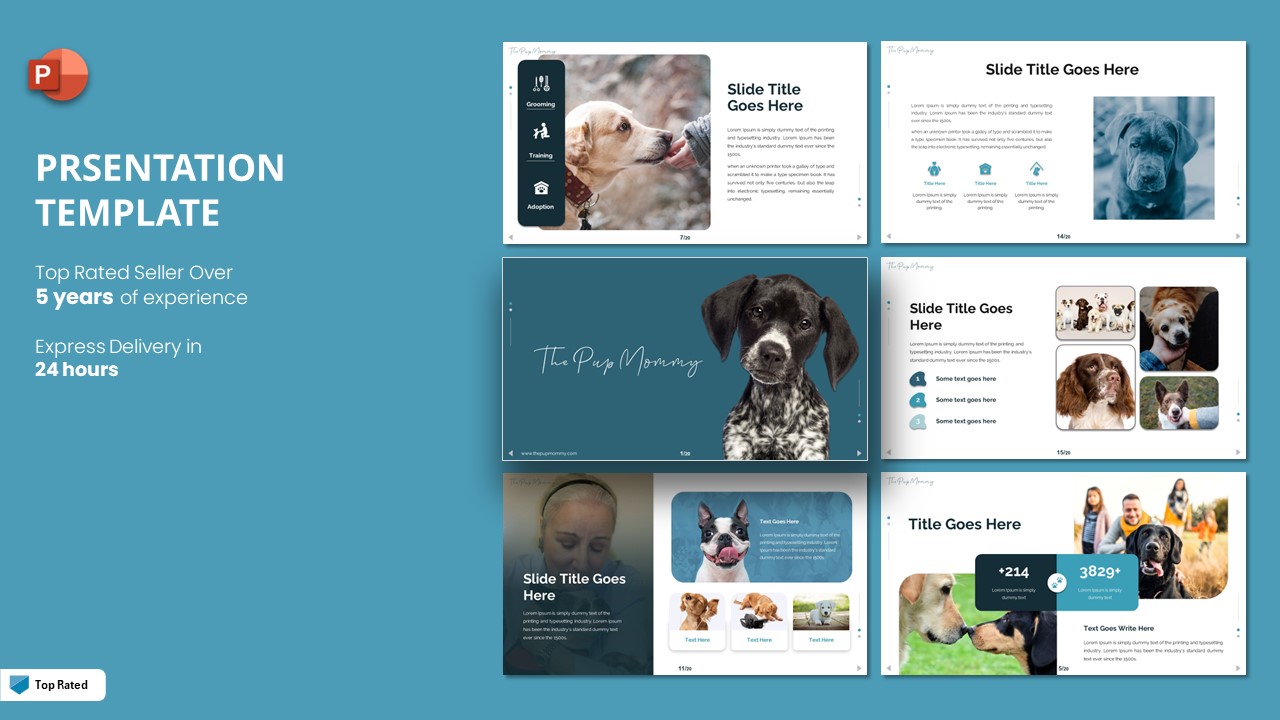 P
PRSENTATION
TEMPLATE
Top Rated Seller Over
5 years of experience
Express Delivery in
24 hours
Top Rated
The Pup Mommy
Grooming
Training
Adoption
Slide Title
Goes Here
Lorem Ipsum is simply dummy text of the printing
and typesetting industry. Lorem Ipsum has been
the industry's standard dummy text ever since the
1500s,
when an unknown printer took a galley of type and
scrambled it to make a type specimen book. It has
survived not only five centuries, but also the leap
into electronic typesetting, remaining essentially
unchanged.
7/20
The Pup Mommy
Slide Title Goes Here
Lorem Ipsum is simply dummy text of the printing and typesetting
industry. Lorem Ipsum has been the industry's standard dummy text
ever since the 1500s,
when an unknown printer took a galley of type and scrambled it to make
a type specimen book. It has survived not only five centuries, but also
the leap into electronic typesetting, remaining essentially unchanged.
Title Here
Title Here
Title Here
Lorem Ipsum is simply
dummy text of the
printing
Lorem Ipsum is simply
dummy text of the
printing
Lorem Ipsum is simply
dummy text of the
printing
14/20
The Pup Mommy
www.thepupmommy.com
1/20
The Pup Mommy
Slide Title Goes
Here
Lorem Ipsum is simply dummy text of the printing and
typesetting industry. Lorem Ipsum has been the industry's
standard dummy text ever since the 1500s.
1
Some text goes here
2
Some text goes here
3
Some text goes here
15/20
The Pup Mommy
Slide Title Goes
Here
Lorem Ipsum is simply dummy text of the
printing and typesetting industry. Lorem Ipsum
has been the industry's standard dummy text
ever since the 1500s,
Text Goes Here
Lorem Ipsum is simply dummy text of the
printing and typesetting industry. Lorem
Ipsum has been the industry's standard
dummy text ever since the 1500s,
Text Here
Text Here
Text Here
11/20
The Pup Mommy
Title Goes Here
+214
Lorem Ipsum is simply
dummy text
3829+
Lorem Ipsum is simply
dummy text of
Text Goes Write Here
Lorem Ipsum is simply dummy text of the printing and typesetting
industry. Lorem Ipsum has been the industry's standard dummy
text ever since the 1500s.
5/20